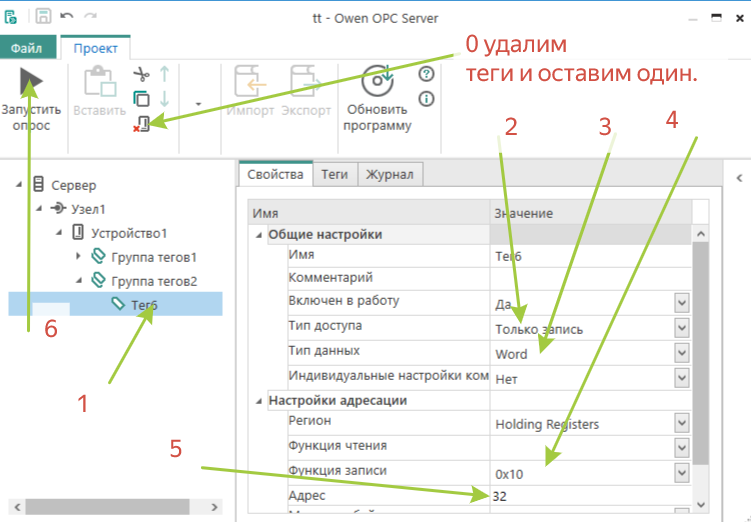 tt - Owen OPC Server
Файл
Проект
0 удалим
теги и оставим один.
Запустить
опрос
Вставить
Импорт
Экспорт
Обновить
программу
2
3
4
Сервер
Узел1
Устройство1
Группа тегов1
Группа тегов2
Тег6
6
1
5
Свойства
Теги
Журнал
Имя Значение
Общие настройки
Имя Тег6
Комментарий
Включен в работу Да
Тип доступа Только запись
Тип данных Word
Индивидуальные настройки ком Нет
Настройки адресации
Регион Holding Registers
Функция чтения
Функция записи 0x10
Адрес 32